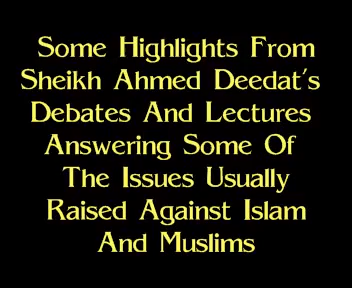 Some Highlights From
Sheikh Ahmed Deedat's
Debates And Lectures
Answering Some Of
The Issues Usually
Raised Against Islam
And Muslims